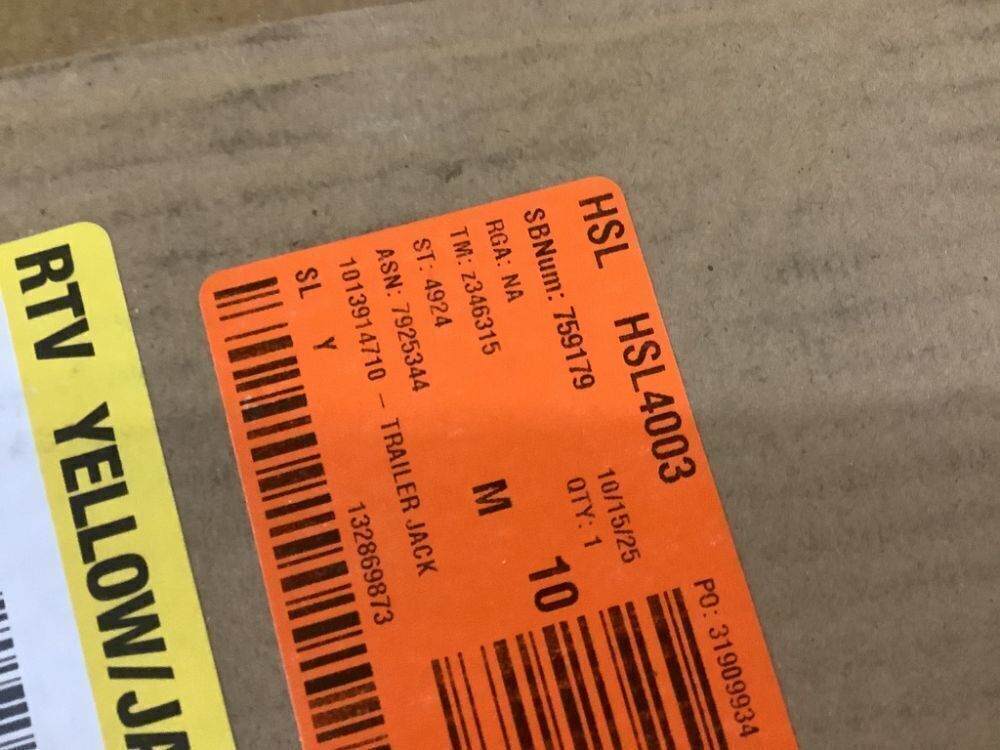 HSL HSL4003
SBNum: 759179 10/15/25 PO: 31909934
RGA: NA QTY: 1
TM: z346315 M 10
ST: 4924
ASN: 7925344
1013914710 - TRAILER JACK
SL Y 132869873
RTV YELLOW/JA